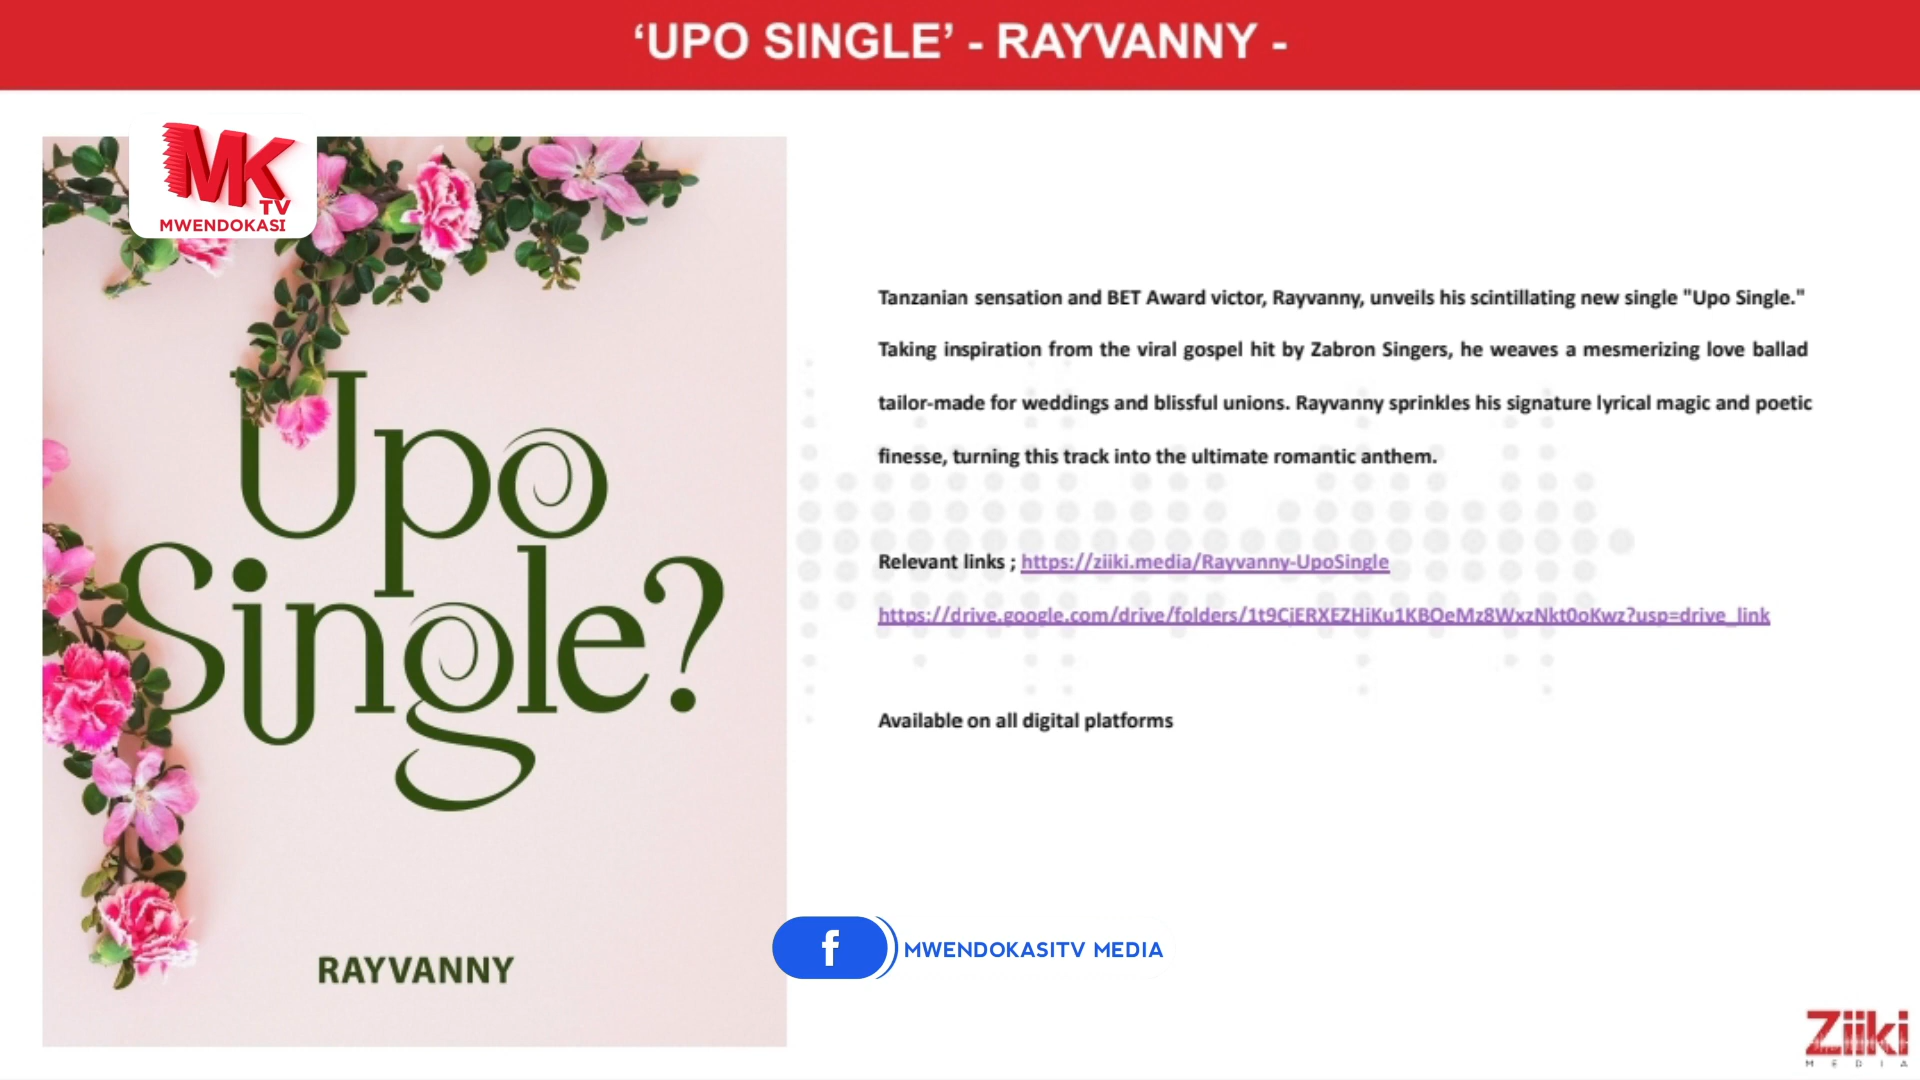 ‘UPO SINGLE’ - RAYVANNY -
MK
TV
MWENDOKASI
Upo
Single?
RAYVANNY
Tanzanian sensation and BET Award victor, Rayvanny, unveils his scintillating new single "Upo Single."
Taking inspiration from the viral gospel hit by Zabron Singers, he weaves a mesmerizing love ballad
tailor-made for weddings and blissful unions. Rayvanny sprinkles his signature lyrical magic and poetic
finesse, turning this track into the ultimate romantic anthem.
Relevant links ; https://ziiki.media/Rayvanny-UpoSingle
https://drive.google.com/drive/folders/1t9CjERXEZHiKu1KBQeMz8WxzNkt0oKwz?usp=drive_link
Available on all digital platforms
f MWENDOKASITV MEDIA
Ziiki
MEDIA